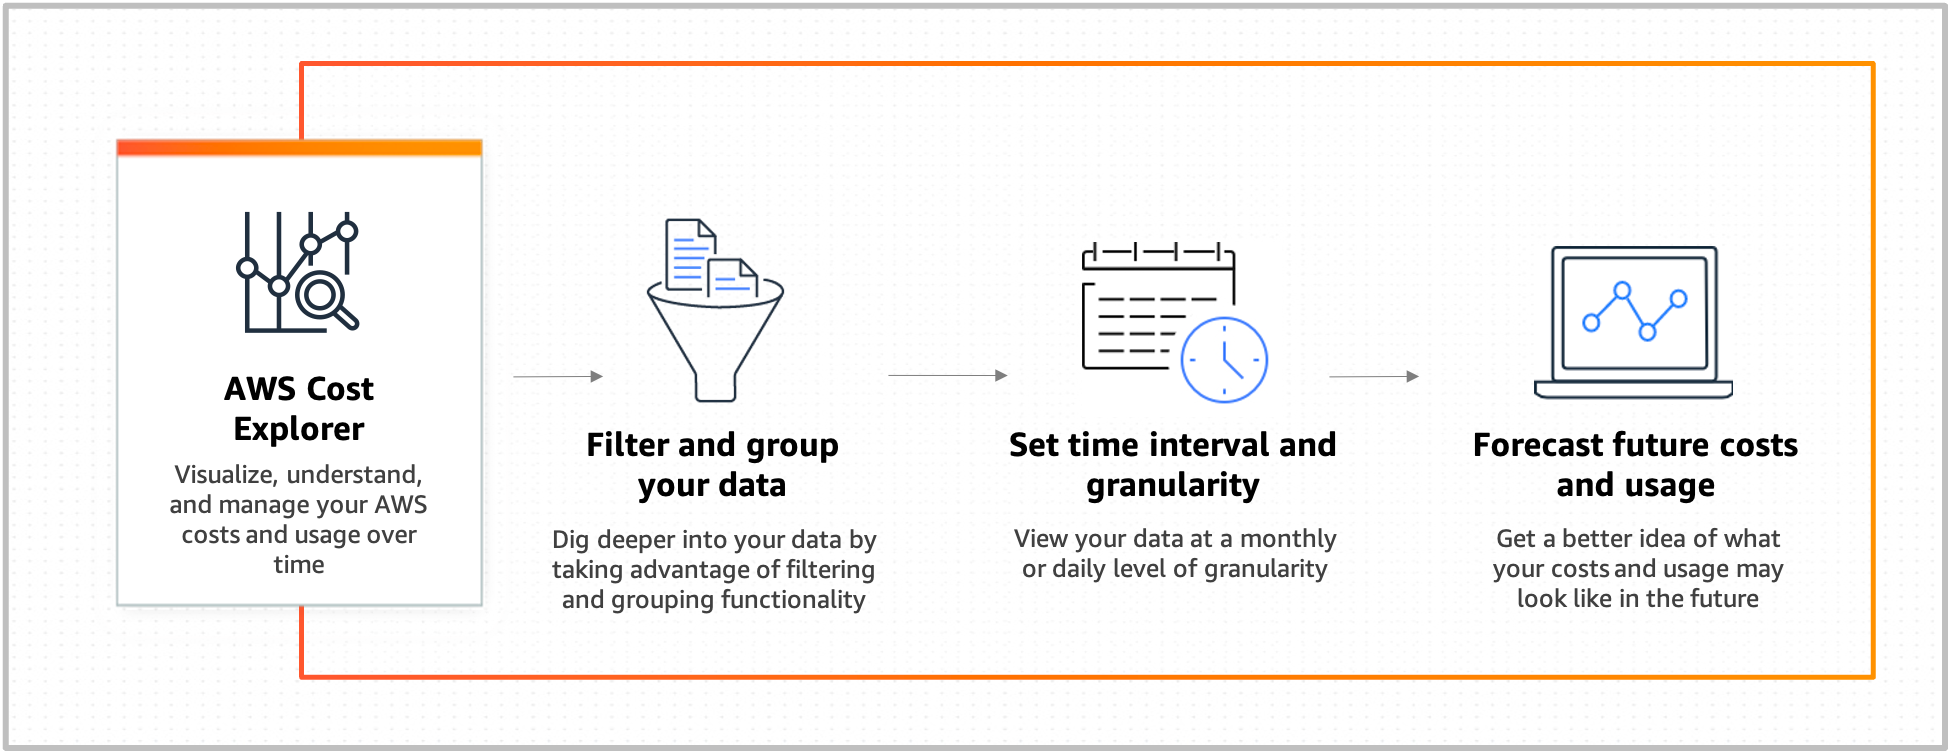 AWS Cost
Explorer
Visualize, understand,
and manage your AWS
costs and usage over
time
Filter and group
your data
Dig deeper into your data by
taking advantage of filtering
and grouping functionality
Set time interval and
granularity
View your data at a monthly
or daily level of granularity
Forecast future costs
and usage
Get a better idea of what
your costs and usage may
look like in the future